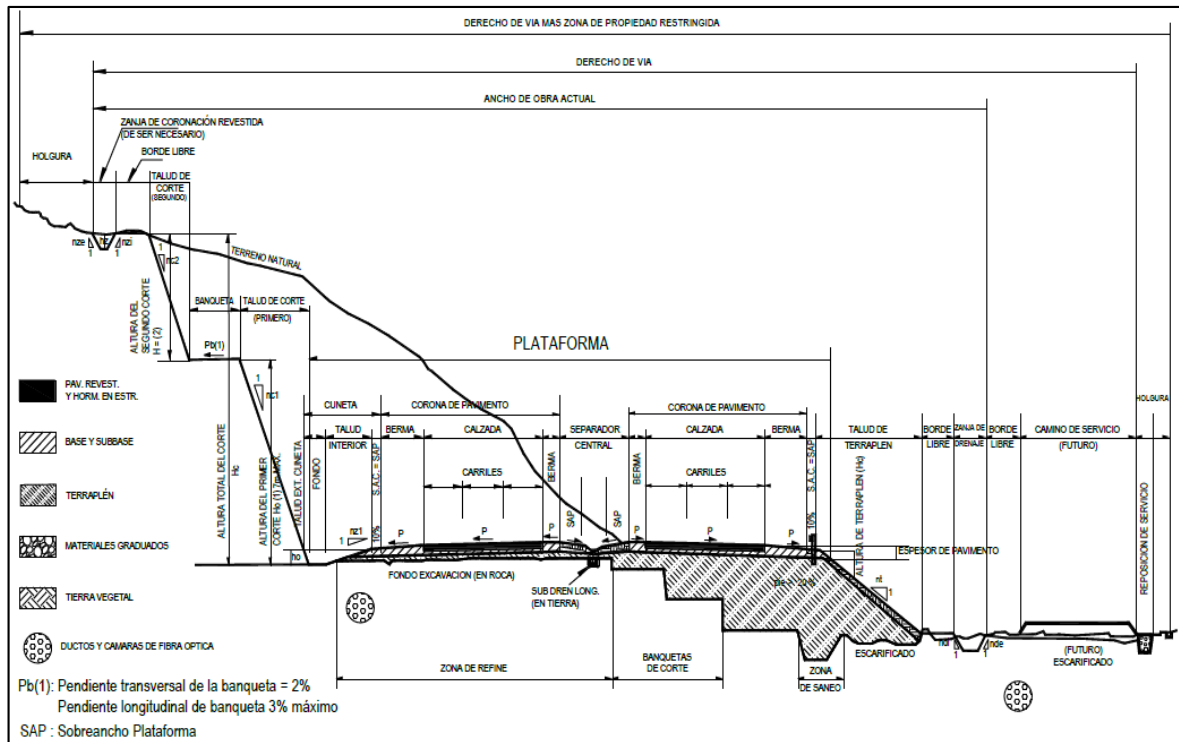 DERECHO DE VIA MAS ZONA DE PROPIEDAD RESTRINGIDA
DERECHO DE VIA
ANCHO DE OBRA ACTUAL
ZANJA DE CORONACIÓN REVESTIDA
(DE SER NECESARIO)
BORDE LIBRE
HOLGURA
TALUD DE
CORTE
(SEGUNDO)
nze
hz
nzi
1
1
1
nc2
TERRENO NATURAL
ALTURA DEL
SEGUNDO CORTE
H = (2)
BANQUETA
TALUD DE CORTE
(PRIMERO)
Pb(1)
PLATAFORMA
1
nc1
ALTURA TOTAL DEL CORTE
Hc
ALTURA DEL PRIMER
CORTE Ho (1) 7m MAX.
PAV. REVEST.
Y HORM. EN ESTR.
BASE Y SUBBASE
TERRAPLÉN
MATERIALES GRADUADOS
TIERRA VEGETAL
DUCTOS Y CAMARAS DE FIBRA OPTICA
CUNETA
CORONA DE PAVIMENTO
CORONA DE PAVIMENTO
HOLGURA
TALUD EXT. CUNETA
FONDO
TALUD
INTERIOR
S.A.C. = SAP
BERMA
CALZADA
BERMA
SEPARADOR
CENTRAL
BERMA
CALZADA
BERMA
S.A.C. = SAP
TALUD DE
TERRAPLEN
BORDE
LIBRE
ZANJA DE
DRENAJE
BORDE
LIBRE
CAMINO DE SERVICIO
(FUTURO)
CARRILES
CARRILES
SAP
SAP
ALTURA DE TERRAPLEN (Hc)
REPOSICION DE SERVICIO
nz1
1
10%
P
P
P
P
P
P
10%
ho
ESPESOR DE PAVIMENTO
FONDO EXCAVACION (EN ROCA)
SUB DREN LONG.
(EN TIERRA)
nt
1
ndi
1
nde
1
ESCARIFICADO
(FUTURO)
ESCARIFICADO
ZONA DE REFINE
BANQUETAS
DE CORTE
ZONA
DE SANEO
Pb(1): Pendiente transversal de la banqueta = 2%
Pendiente longitudinal de banqueta 3% máximo
SAP : Sobreancho Plataforma